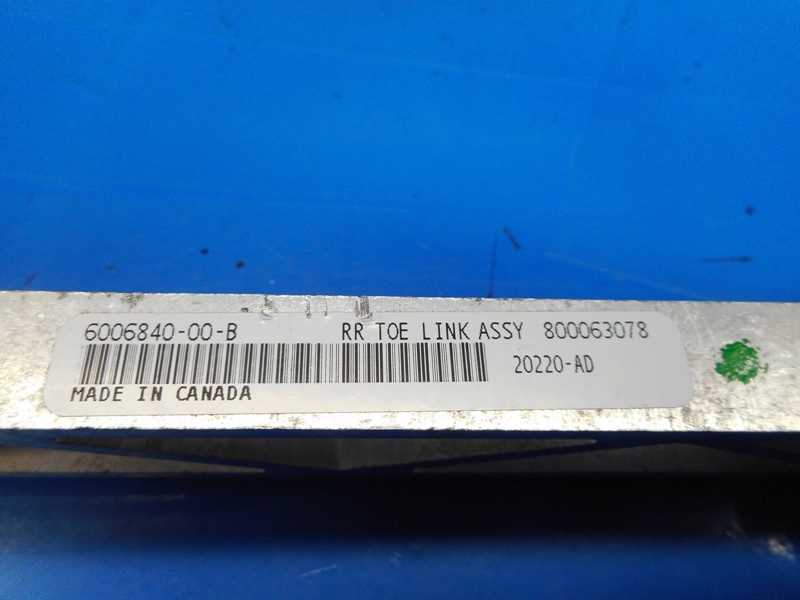 6006840-00-B RR TOE LINK ASSY 800063078
20220-AD
MADE IN CANADA